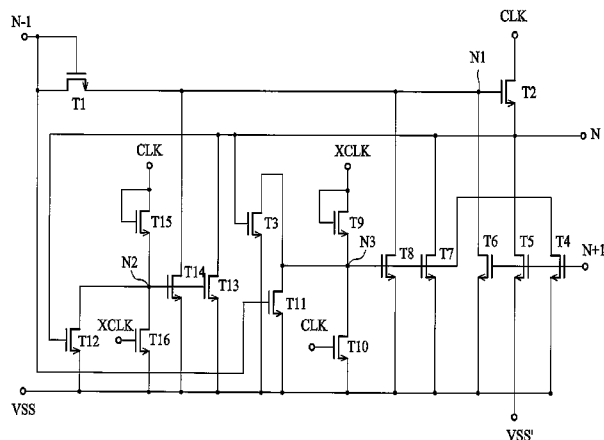 CLK
N-1
N1
T2
T1
N
CLK
XCLK
T15
T3
T9
N2
N3
T8
T7
T6
T5
T4
N+1
T14
T13
T11
XCLK
CLK
T12
T16
T10
VSS
VSS'